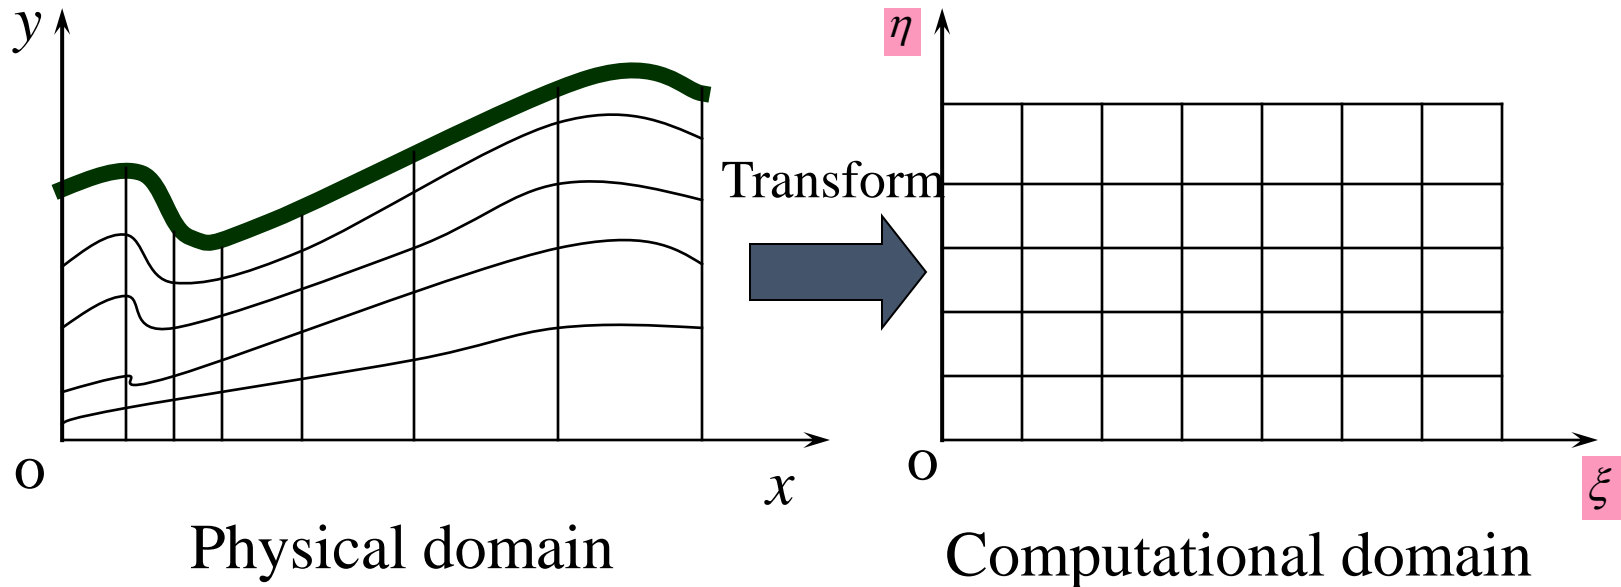 y
η
Transform
o
o
x
ξ
Physical domain
Computational domain